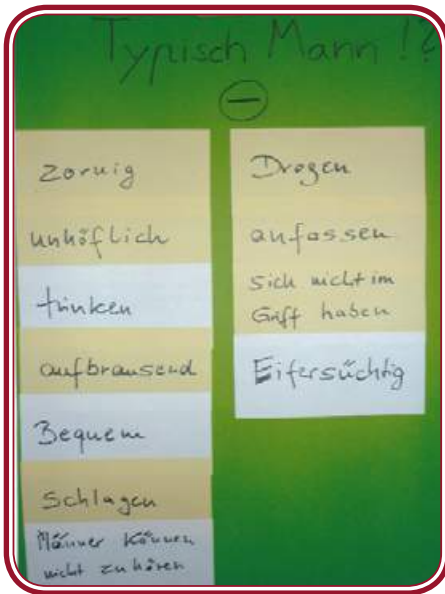 Typisch Mann !?
−
zornig
unhöflich
trinken
aufbrausend
Bequem
Schlagen
Männer können
nicht zuhören
Drogen
anfassen
sich nicht im
Griff haben
Eifersüchtig